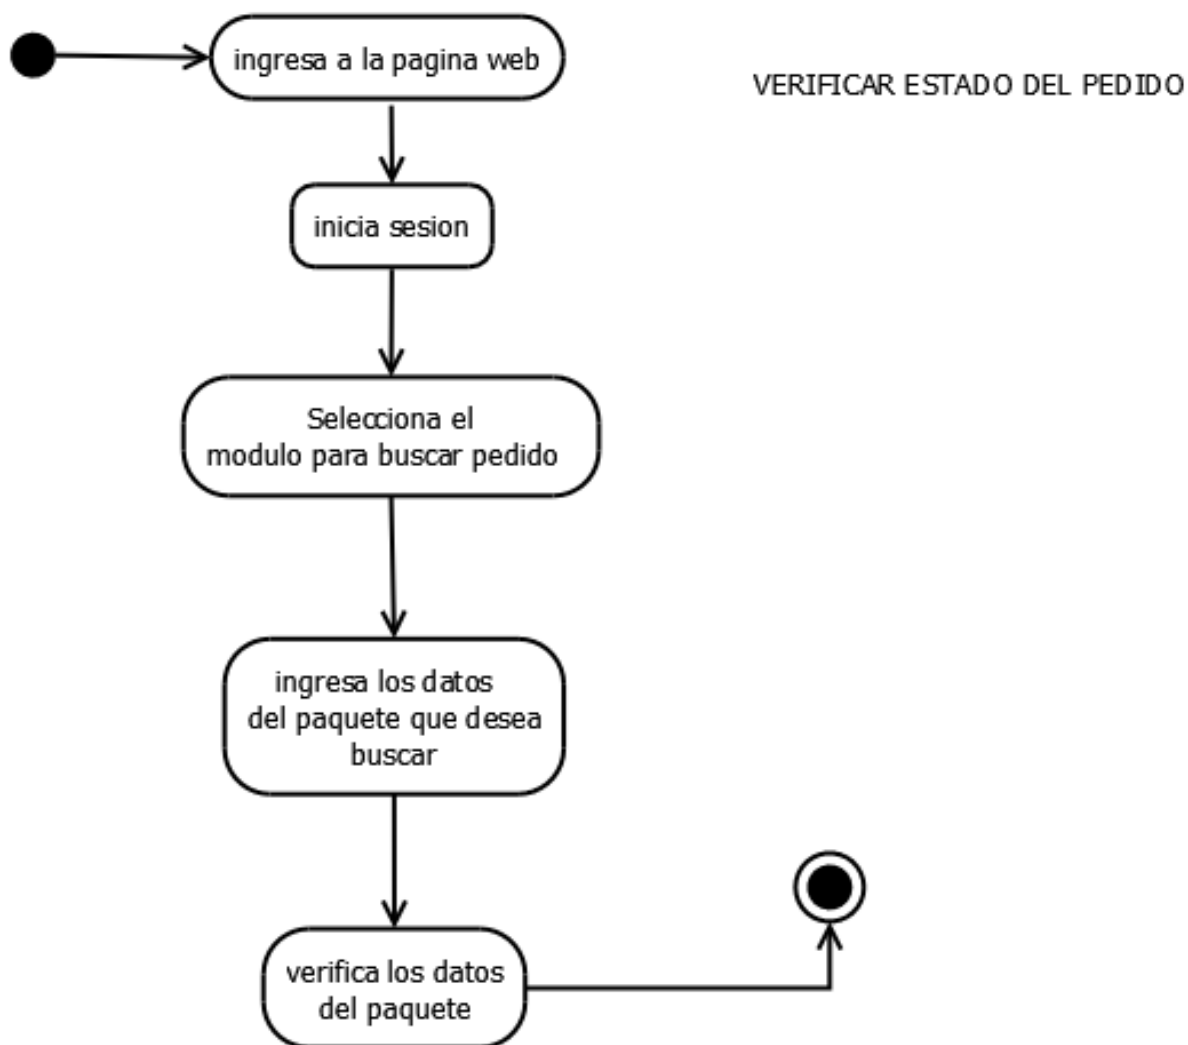 ingresa a la pagina web
VERIFICAR ESTADO DEL PEDIDO
inicia sesion
Selecciona el
modulo para buscar pedido
ingresa los datos
del paquete que desea
buscar
verifica los datos
del paquete